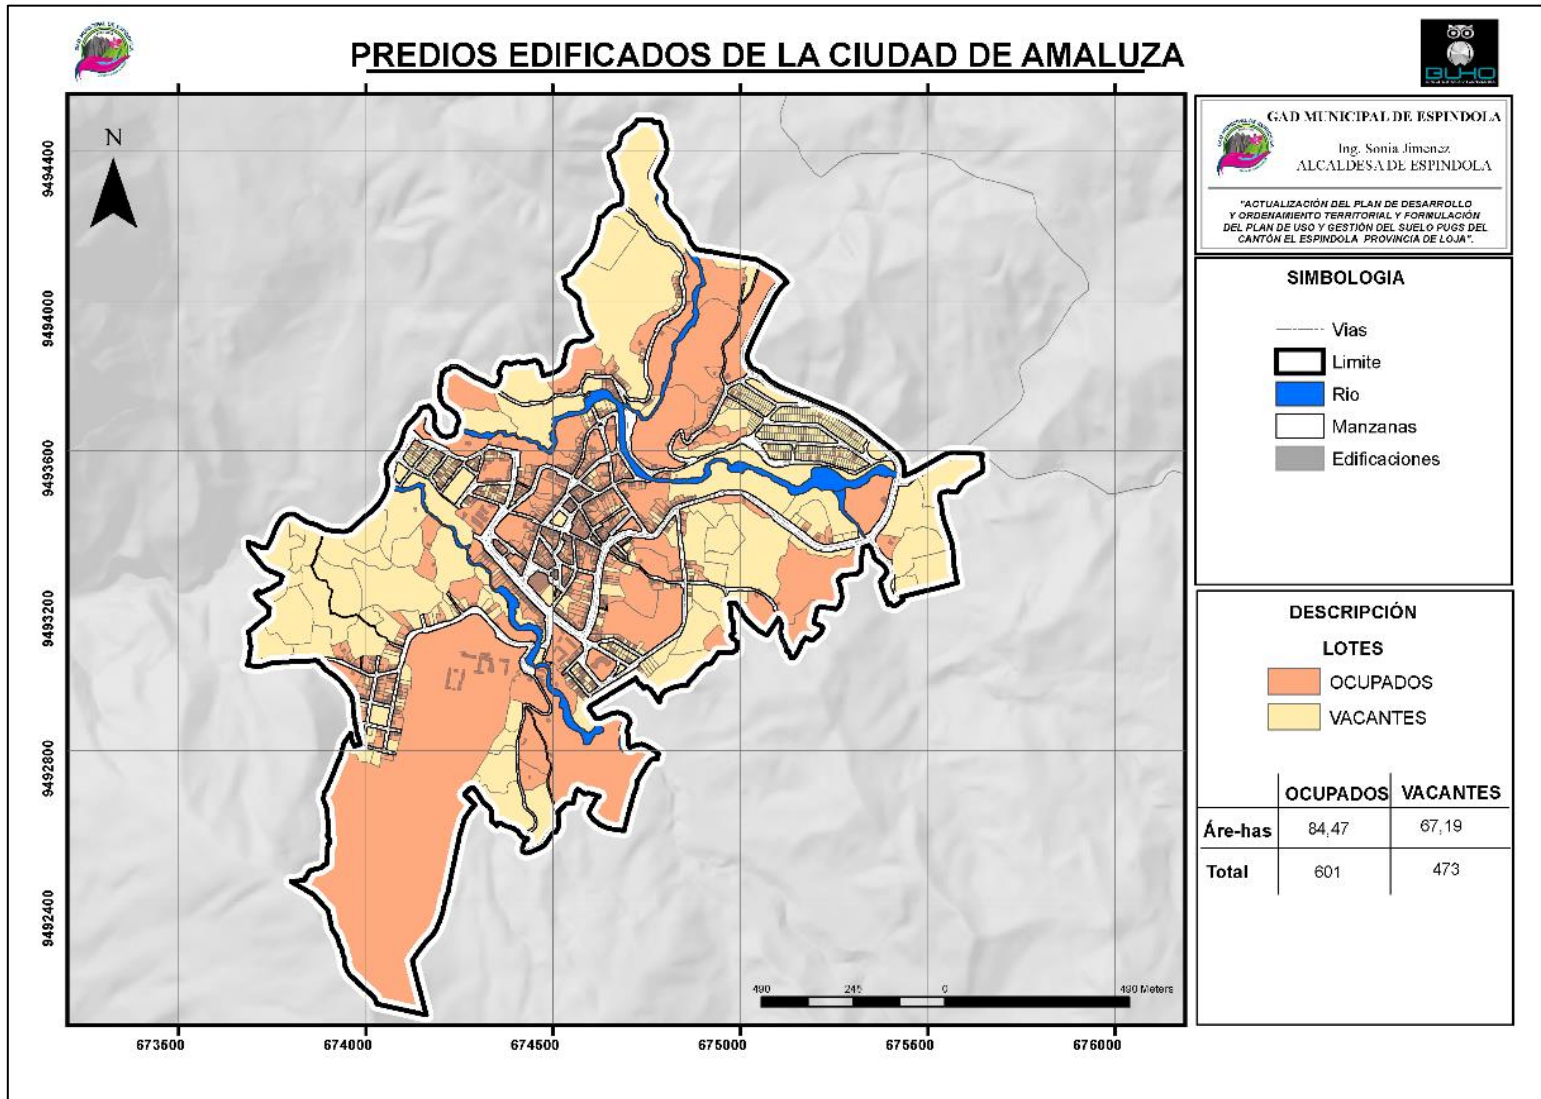 PREDIOS EDIFICADOS DE LA CIUDAD DE AMALUZA
BUHO
N
9494400
9494000
9493600
9493200
9492800
9492400
673500
674000
674500
675000
675500
676000
490
245
0
490 Meters
GAD MUNICIPAL DE ESPINDOLA
Ing. Sonia Jimenez
ALCALDESA DE ESPINDOLA
"ACTUALIZACIÓN DEL PLAN DE DESARROLLO
Y ORDENAMIENTO TERRITORIAL Y FORMULACIÓN
DEL PLAN DE USO Y GESTIÓN DEL SUELO PUGS DEL
CANTÓN EL ESPINDOLA PROVINCIA DE LOJA".
SIMBOLOGIA
Vias
Limite
Rio
Manzanas
Edificaciones
DESCRIPCIÓN
LOTES
OCUPADOS
VACANTES
OCUPADOS VACANTES
Áre-has 84,47 67,19
Total 601 473